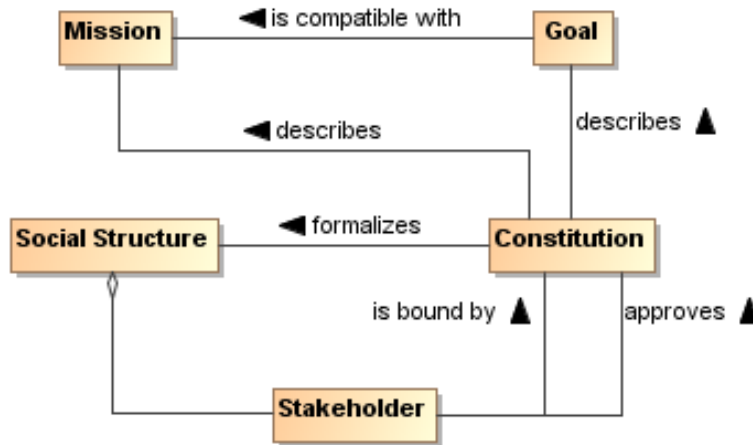 Mission
is compatible with
Goal
describes
describes
Social Structure
formalizes
Constitution
is bound by
approves
Stakeholder